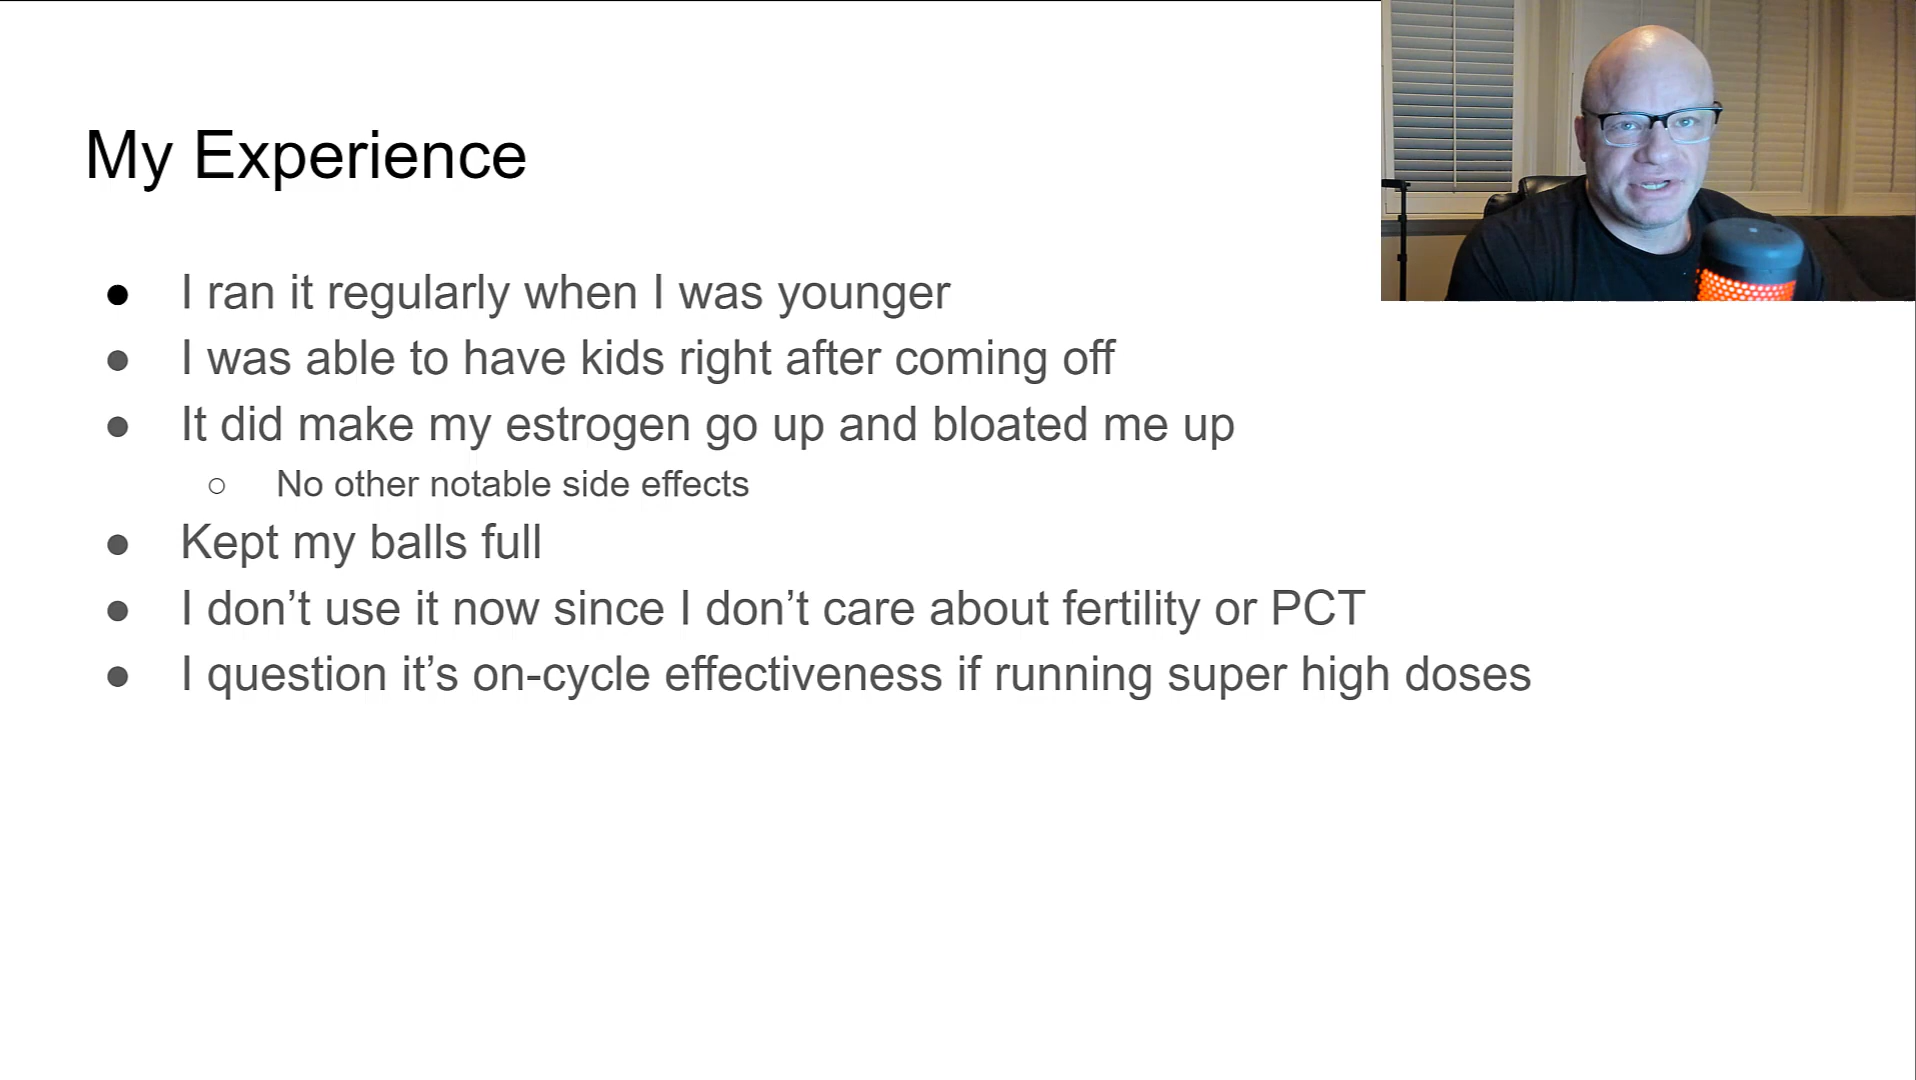 My Experience
● I ran it regularly when I was younger
● I was able to have kids right after coming off
● It did make my estrogen go up and bloated me up
○ No other notable side effects
● Kept my balls full
● I don’t use it now since I don’t care about fertility or PCT
● I question it’s on-cycle effectiveness if running super high doses